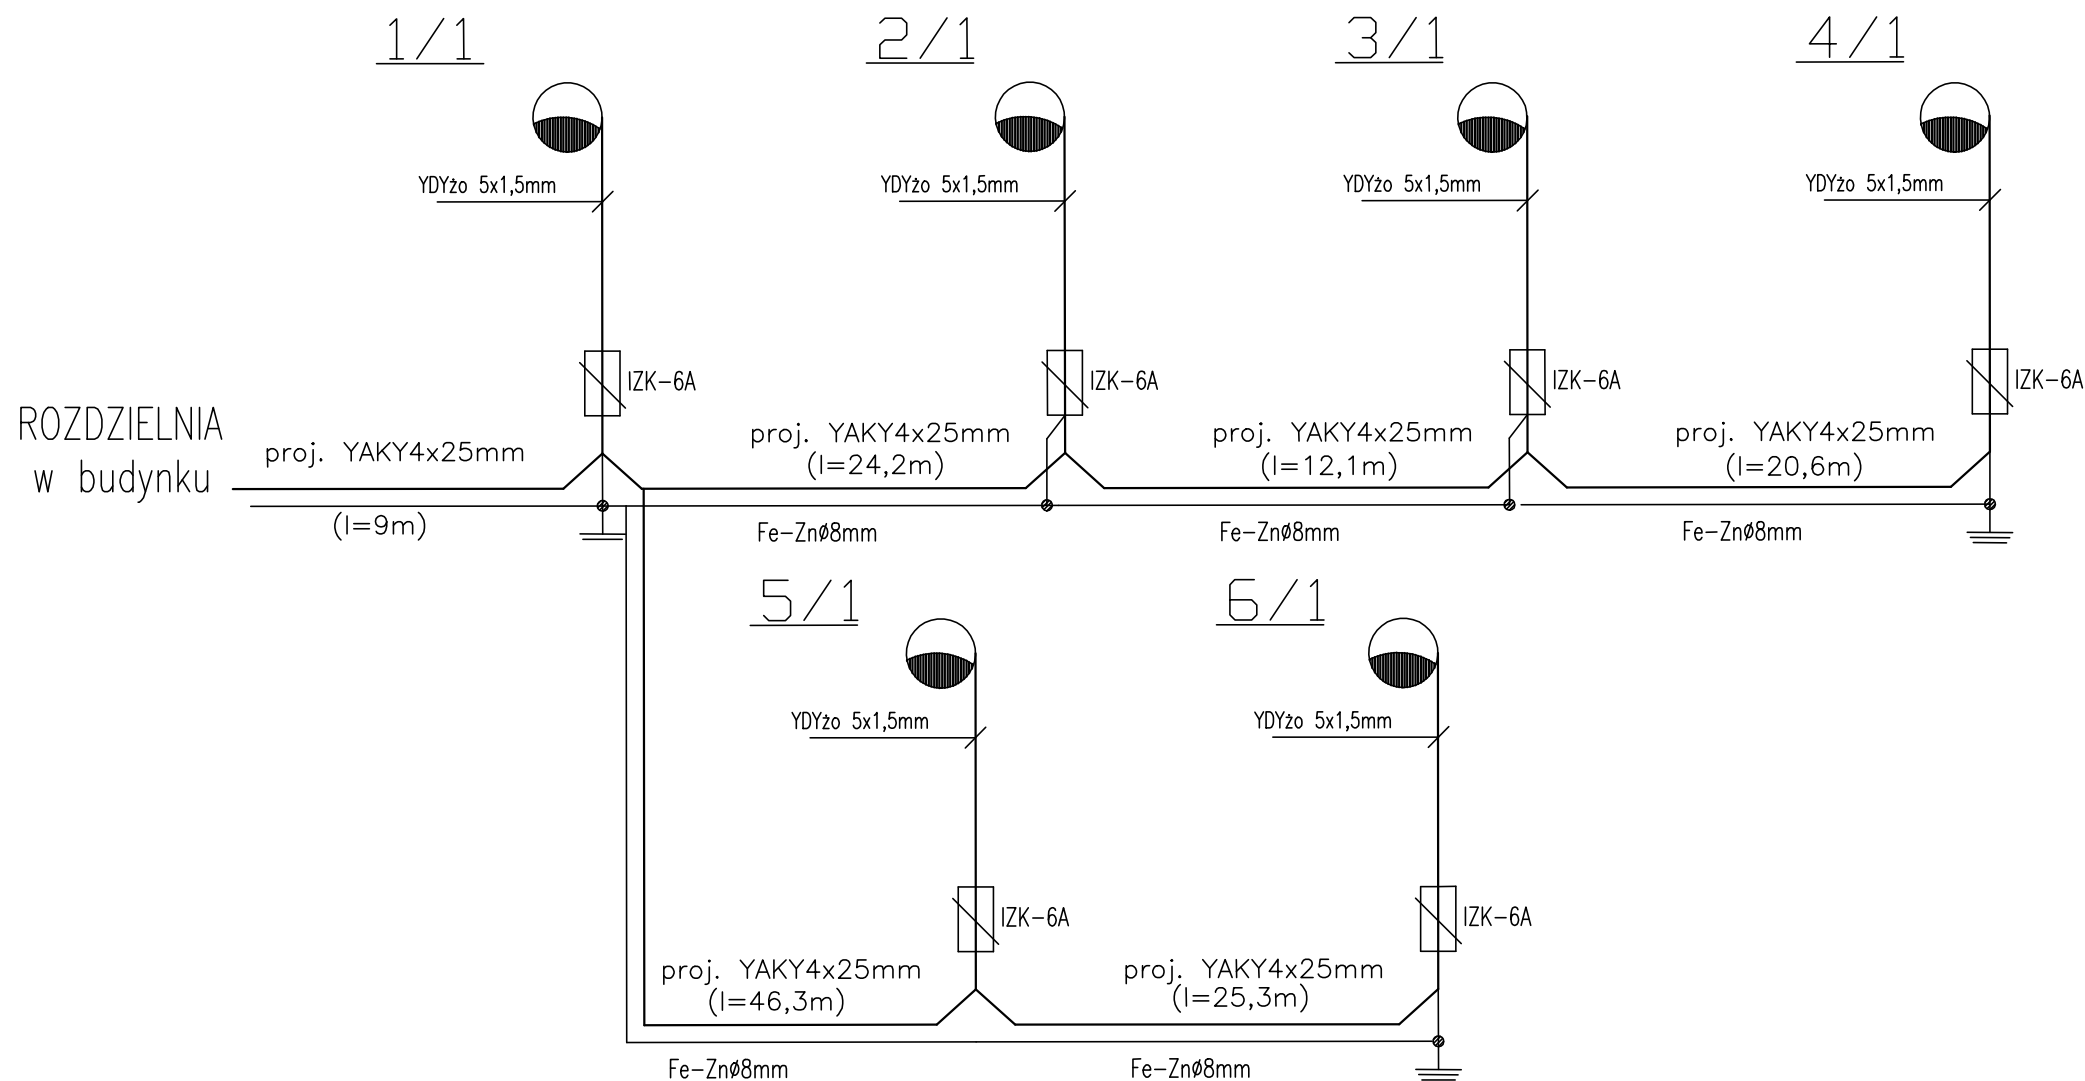 1/1
2/1
3/1
4/1
YDYżo 5x1,5mm
YDYżo 5x1,5mm
YDYżo 5x1,5mm
YDYżo 5x1,5mm
IZK-6A
IZK-6A
IZK-6A
IZK-6A
ROZDZIELNIA
w budynku
proj. YAKY4x25mm
(l=9m)
proj. YAKY4x25mm
(l=24,2m)
proj. YAKY4x25mm
(l=12,1m)
proj. YAKY4x25mm
(l=20,6m)
Fe-Znø8mm
Fe-Znø8mm
Fe-Znø8mm
5/1
6/1
YDYżo 5x1,5mm
YDYżo 5x1,5mm
IZK-6A
IZK-6A
proj. YAKY4x25mm
(l=46,3m)
proj. YAKY4x25mm
(l=25,3m)
Fe-Znø8mm
Fe-Znø8mm